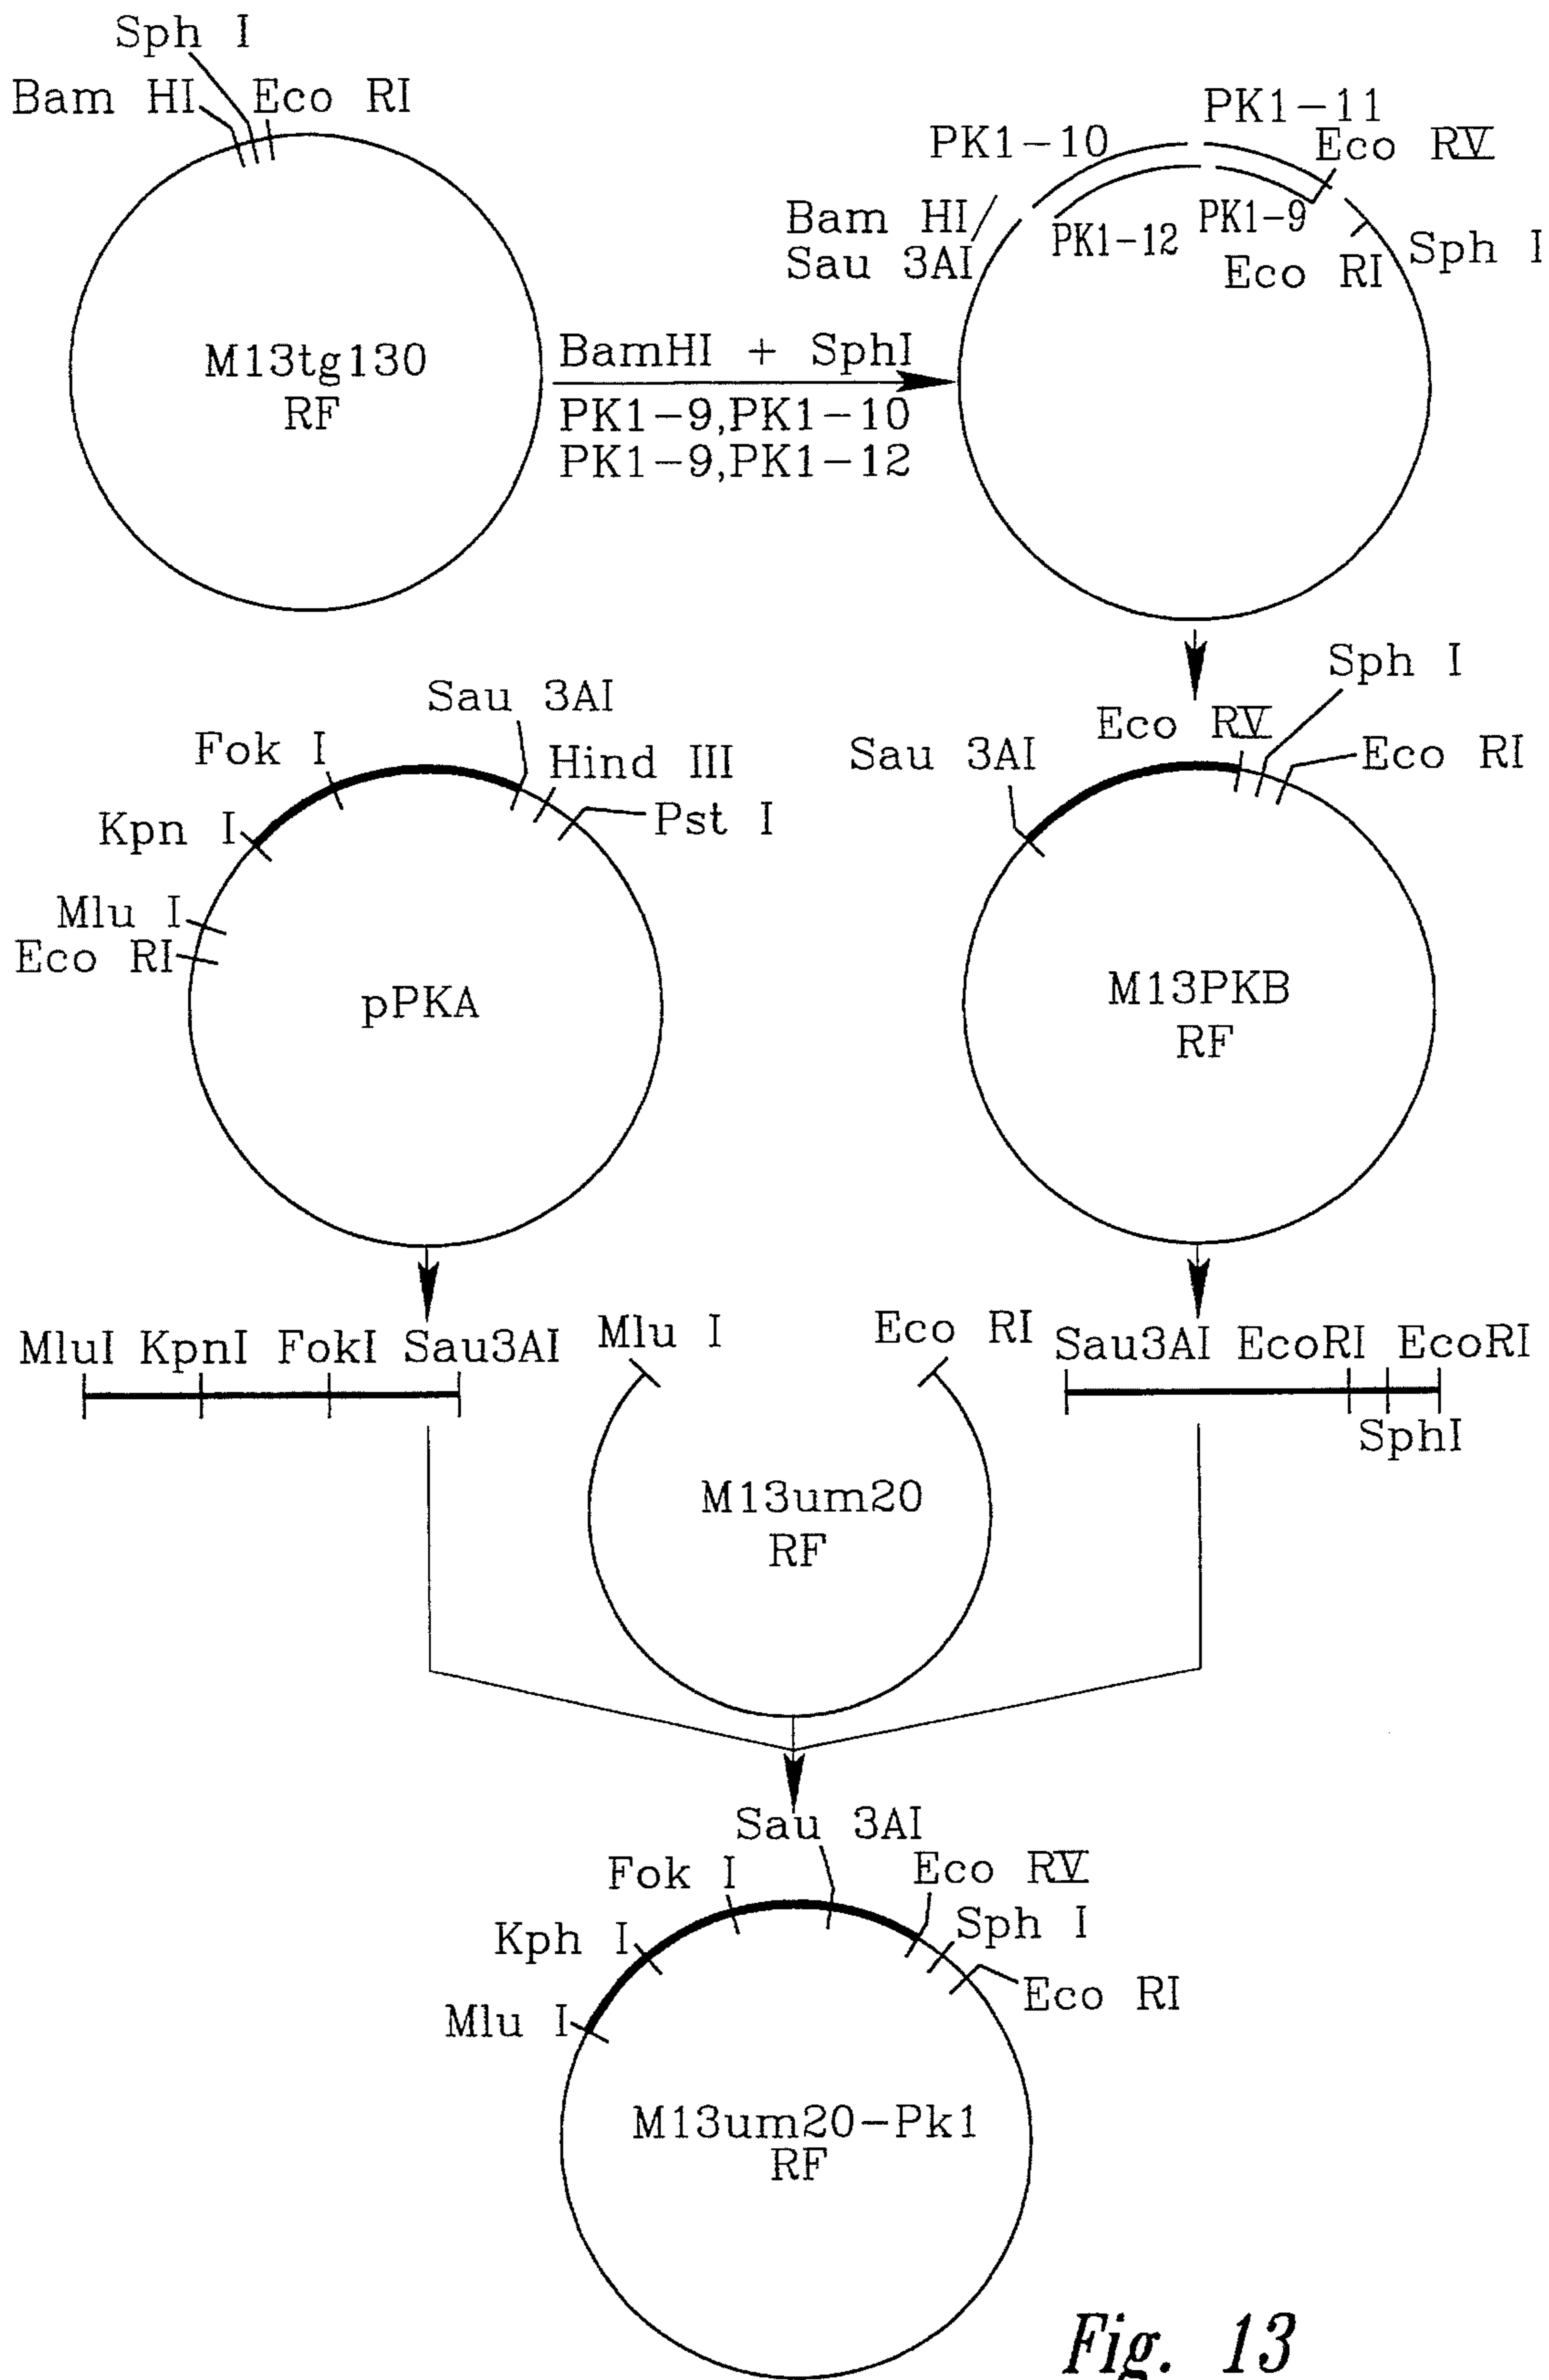 Sph I
Bam HI
Eco RI
M13tg130
RF
BamHI + SphI
PK1-9,PK1-10
PK1-9,PK1-12
PK1-11
PK1-10
Eco RV
Bam HI
Sau 3AI
PK1-12
PK1-9
Eco RI
Sph I
Sau 3AI
Fok I
Hind III
Kpn I
Pst I
Mlu I
Eco RI
pPKA
Sph I
Eco RV
Sau 3AI
Eco RI
M13PKB
RF
MluI KpnI FokI Sau3AI
Mlu I
Eco RI
Sau3AI EcoRI EcoRI
SphI
M13um20
RF
Sau 3AI
Fok I
Eco RV
Kph I
Sph I
Mlu I
Eco RI
M13um20-Pk1
RF
Fig. 13